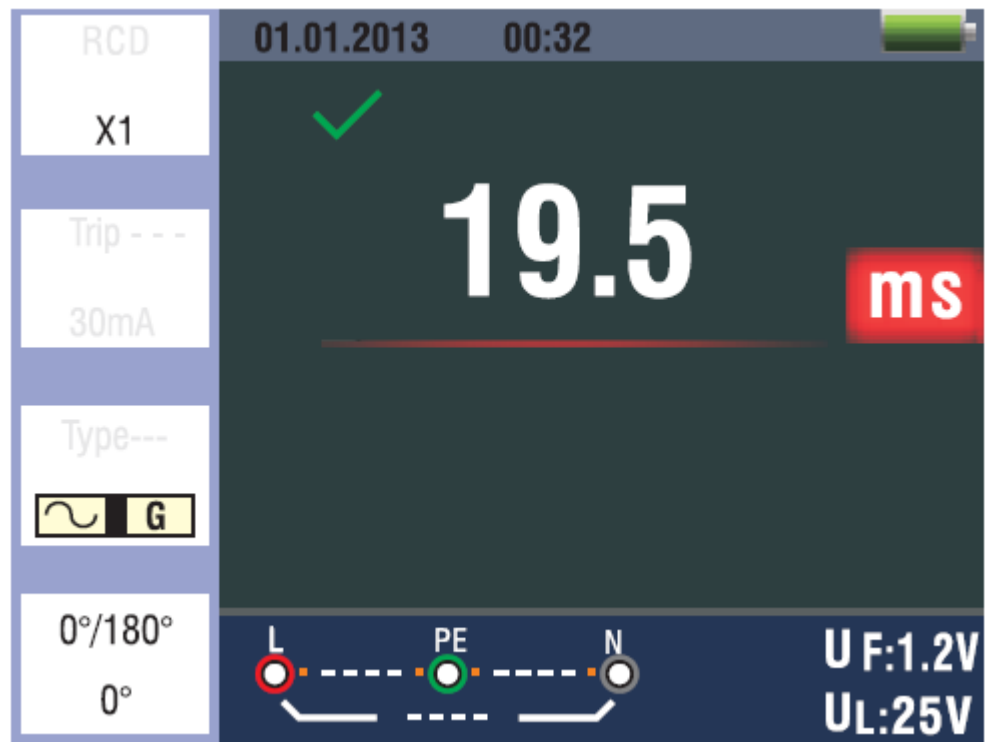 RCD
X1
Trip - - -
30mA
Type---
G
0°/180°
0°
01.01.2013 00:32
19.5
ms
L PE N
U F:1.2V
UL:25V